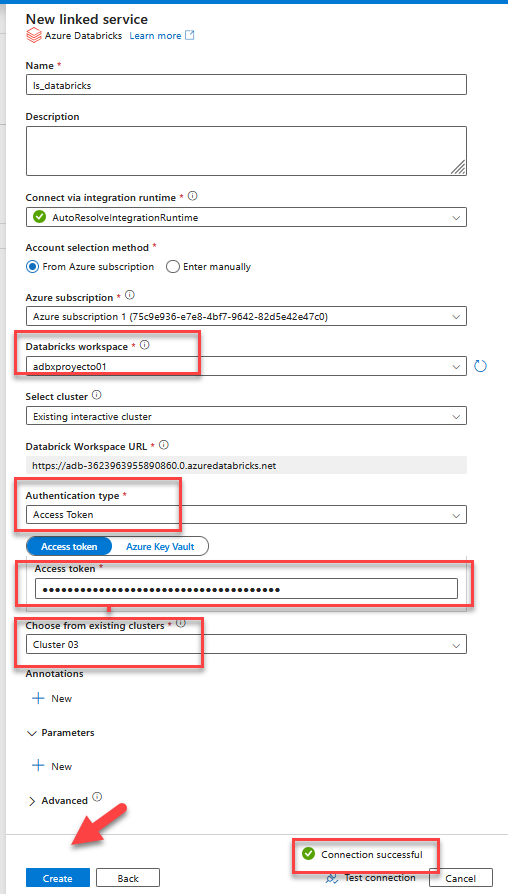 New linked service
Azure Databricks Learn more
Name *
ls_databricks
Description
Connect via integration runtime *
AutoResolveIntegrationRuntime
Account selection method *
From Azure subscription Enter manually
Azure subscription *
Azure subscription 1 (75c9e936-e7e8-4bf7-9642-82d5e42e47c0)
Databricks workspace *
adbxproyecto01
Select cluster
Existing interactive cluster
Databrick Workspace URL *
https://adb-3623963955890860.0.azuredatabricks.net
Authentication type *
Access Token
Access token Azure Key Vault
Access token *
Choose from existing clusters *
Cluster 03
Annotations
New
Parameters
New
Advanced
Connection successful
Create Back Test connection Cancel